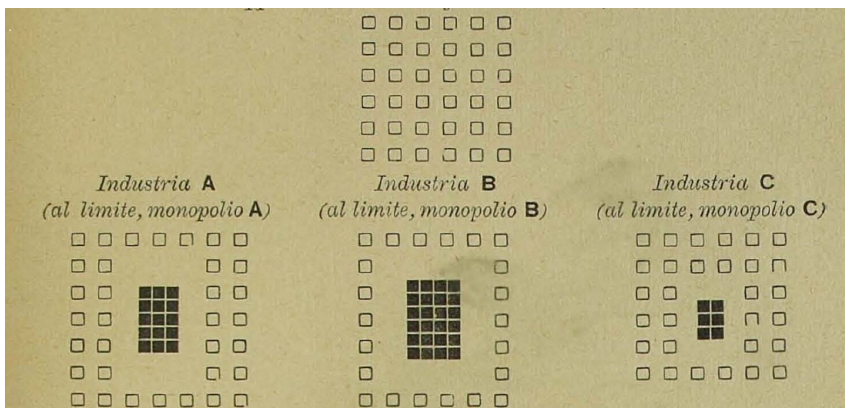 Industria A
(al limite, monopolio A)
Industria B
(al limite, monopolio B)
Industria C
(al limite, monopolio C)